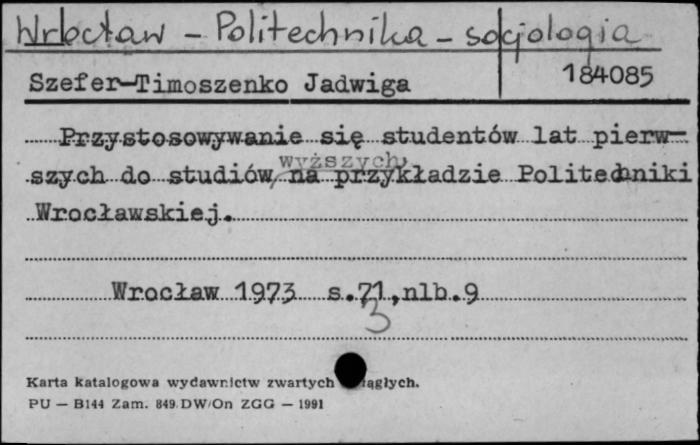 Wrocław - Politechnika - socjologia
Szefer-Timoszenko Jadwiga
184085
Przystosowywanie się studentów lat pierw-
wyższych
szych do studiów na przykładzie Politechniki
Wrocławskiej.
Wrocław 1973 s.71,nlb.9
3
Karta katalogowa wydawnictw zwartych iągłych.
PU — B144 Zam. 849 DW/On ZGG — 1991